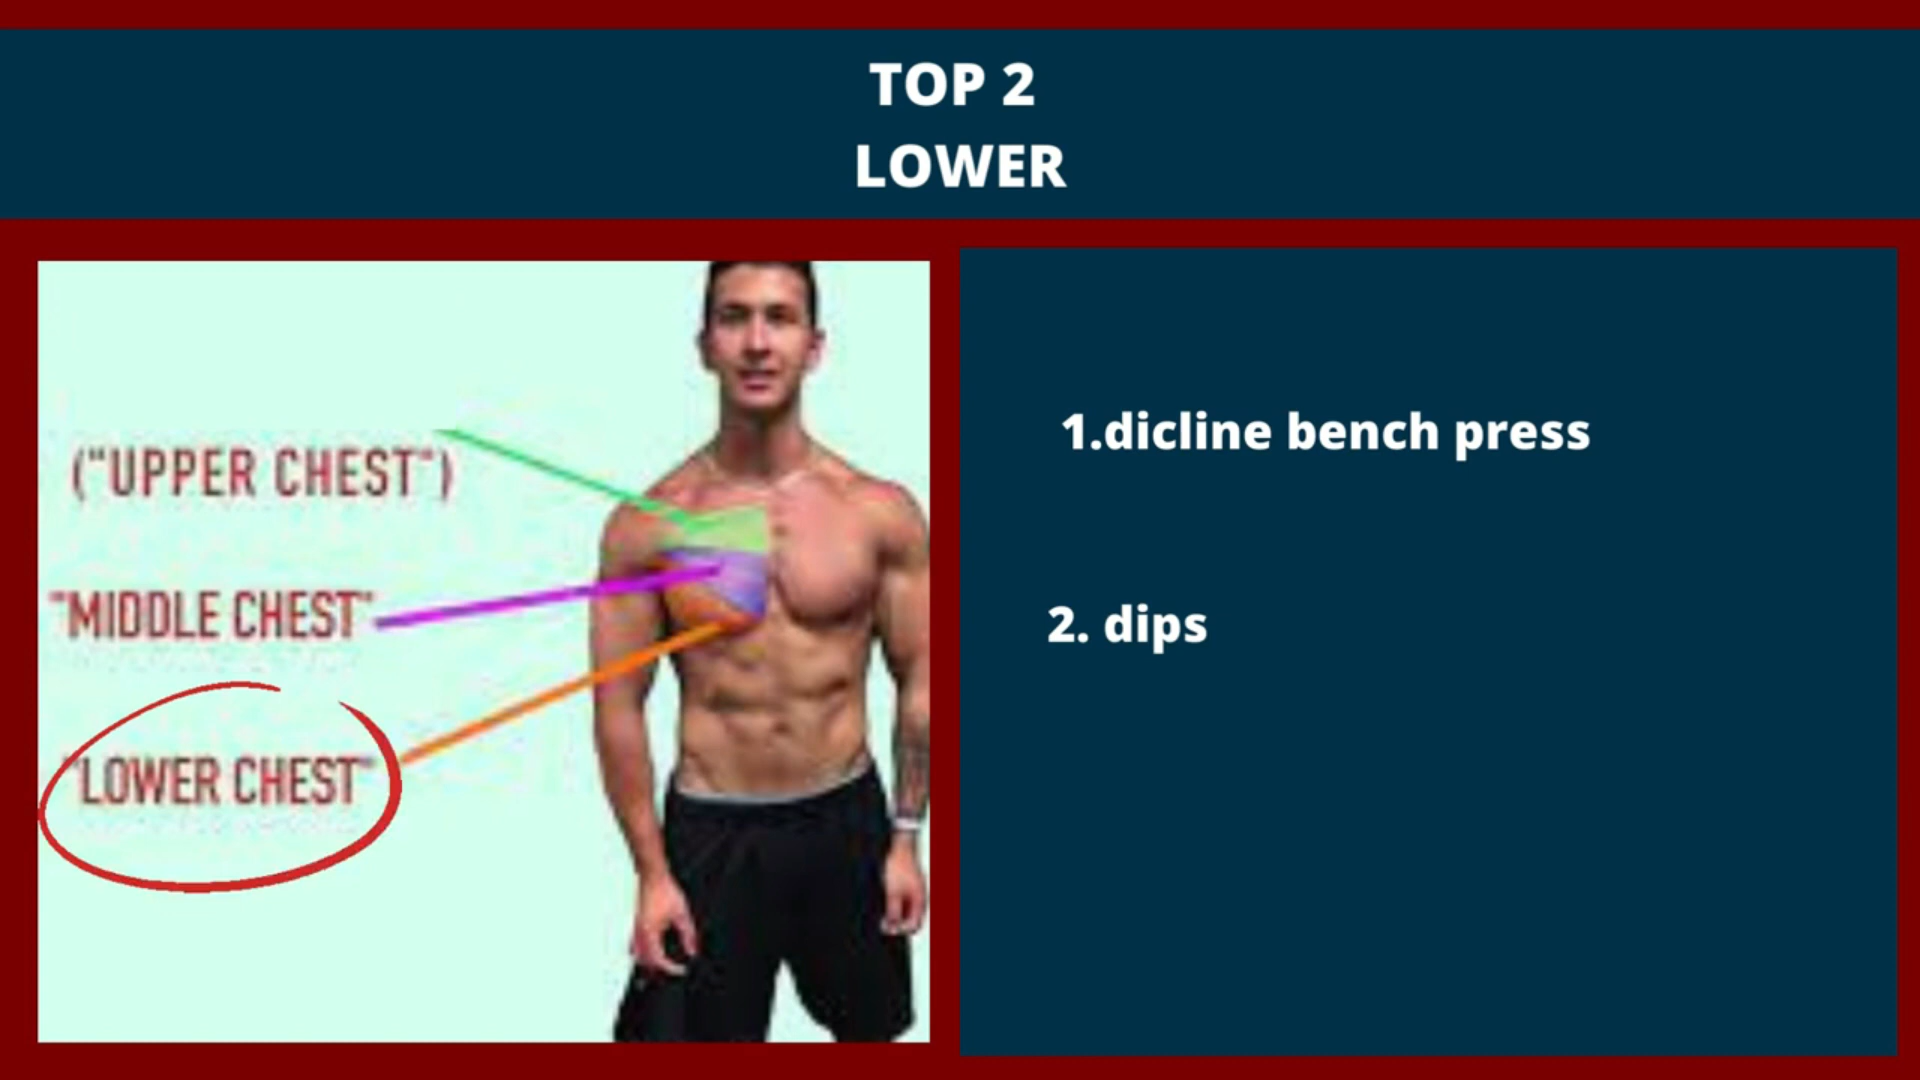 TOP 2
LOWER
("UPPER CHEST")
"MIDDLE CHEST"
"LOWER CHEST"
1.dicline bench press
2. dips